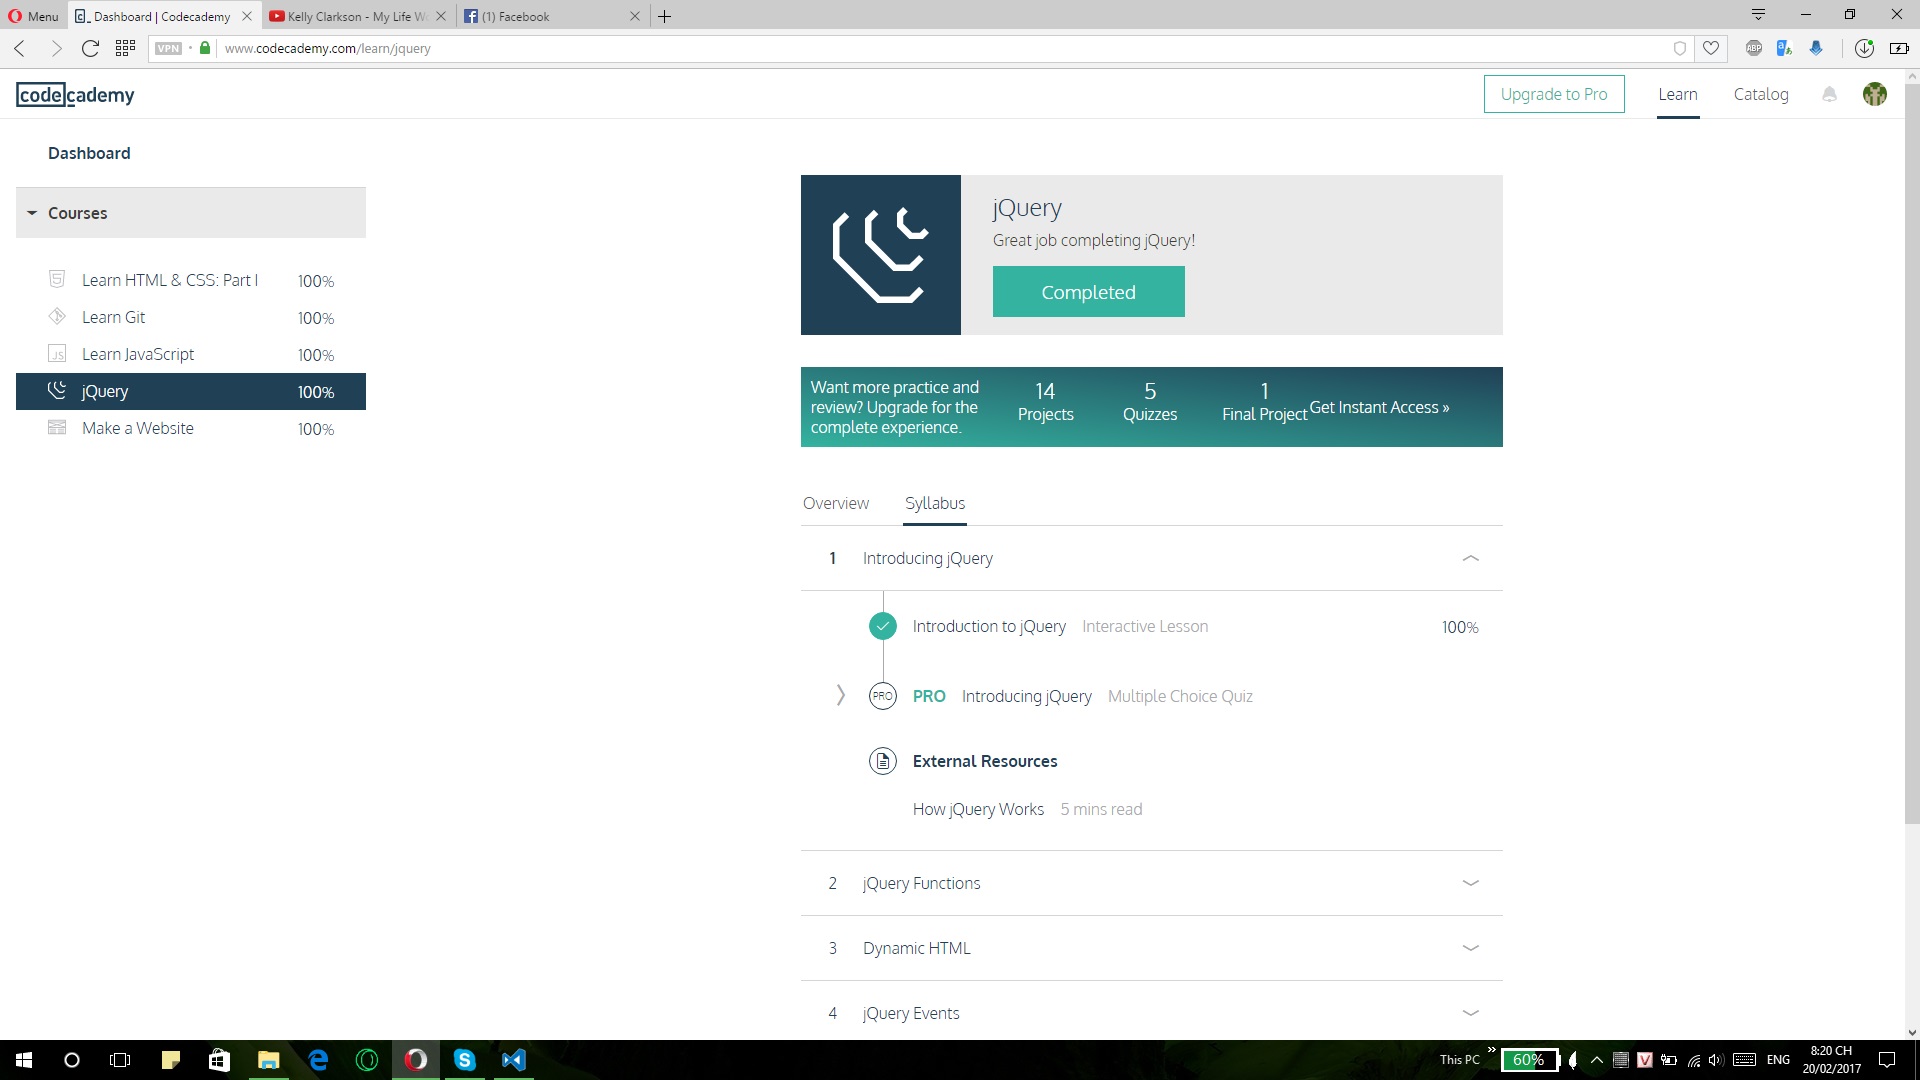 Menu
Dashboard | Codecademy
Kelly Clarkson - My Life W
(1) Facebook
VPN
www.codecademy.com/learn/jquery
ABP
codecademy
Upgrade to Pro
Learn
Catalog
Dashboard
Courses
Learn HTML & CSS: Part I 100%
Learn Git 100%
JS Learn JavaScript 100%
jQuery 100%
Make a Website 100%
jQuery
Great job completing jQuery!
Completed
Want more practice and
review? Upgrade for the
complete experience.
14
Projects
5
Quizzes
1
Final Project
Get Instant Access »
Overview
Syllabus
1 Introducing jQuery
Introduction to jQuery Interactive Lesson 100%
PRO PRO Introducing jQuery Multiple Choice Quiz
External Resources
How jQuery Works 5 mins read
2 jQuery Functions
3 Dynamic HTML
4 jQuery Events
This PC
60%
ENG
8:20 CH
20/02/2017